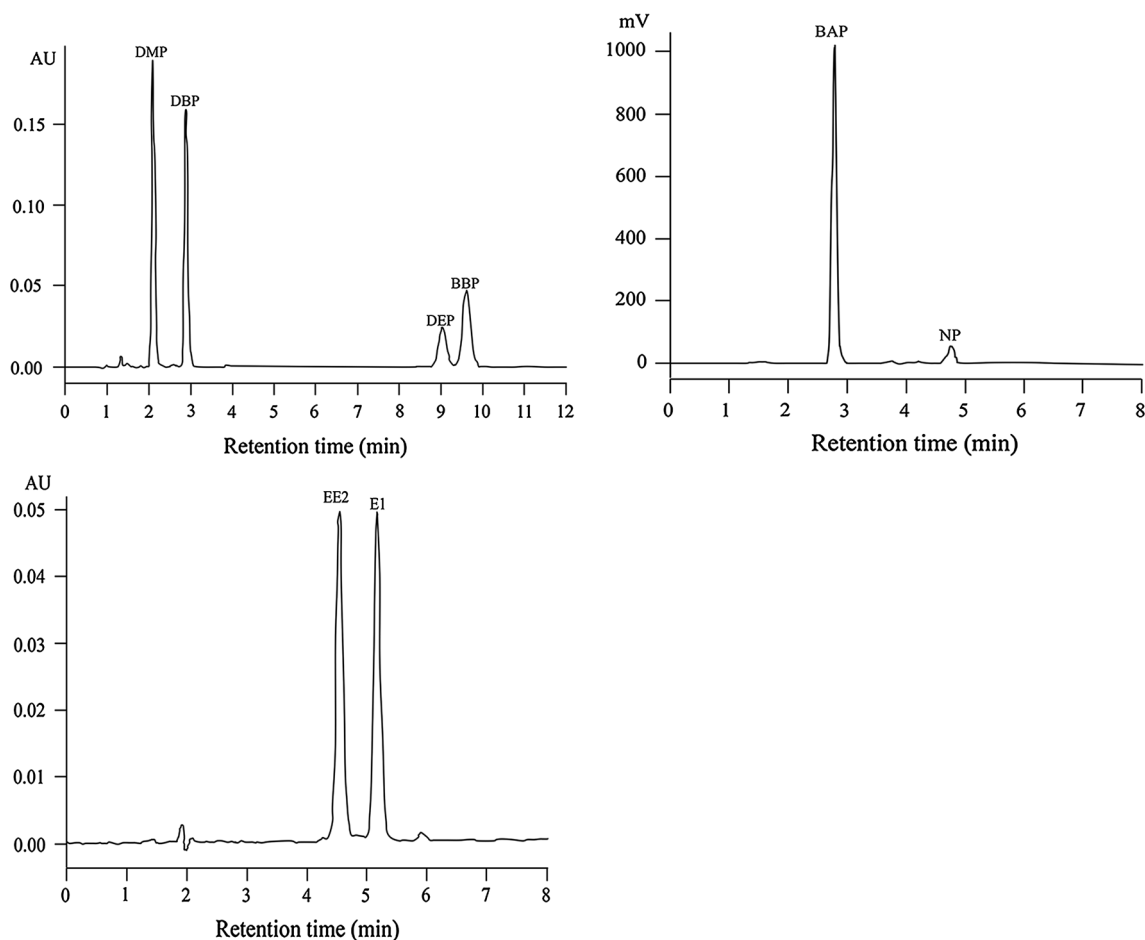 AU
DMP
DBP
0.15
0.10
0.05
0.00
DEP
BBP
0 1 2 3 4 5 6 7 8 9 10 11 12
Retention time (min)
mV
BAP
1000
800
600
400
200
0
NP
0 1 2 3 4 5 6 7 8
Retention time (min)
AU
EE2
E1
0.05
0.04
0.03
0.02
0.01
0.00
0 1 2 3 4 5 6 7 8
Retention time (min)